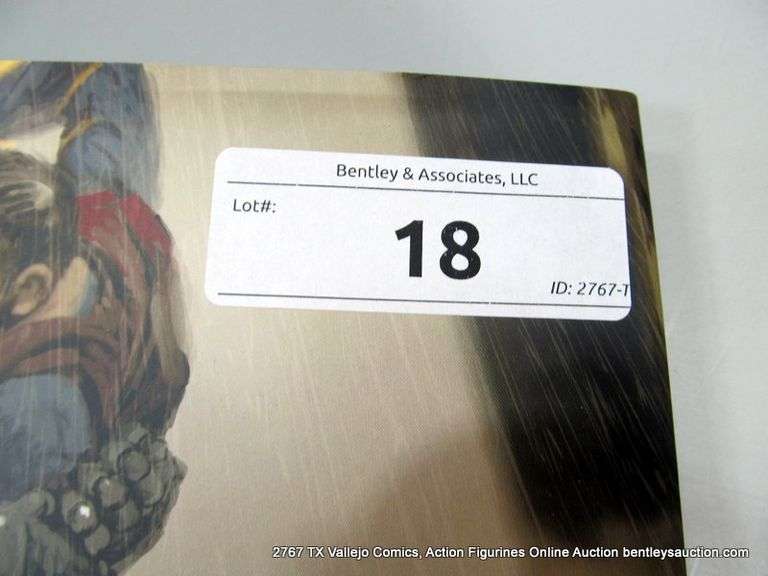 Bentley & Associates, LLC
Lot#:
18
ID: 2767-T
2767 TX Vallejo Comics, Action Figurines Online Auction bentleysauction.com